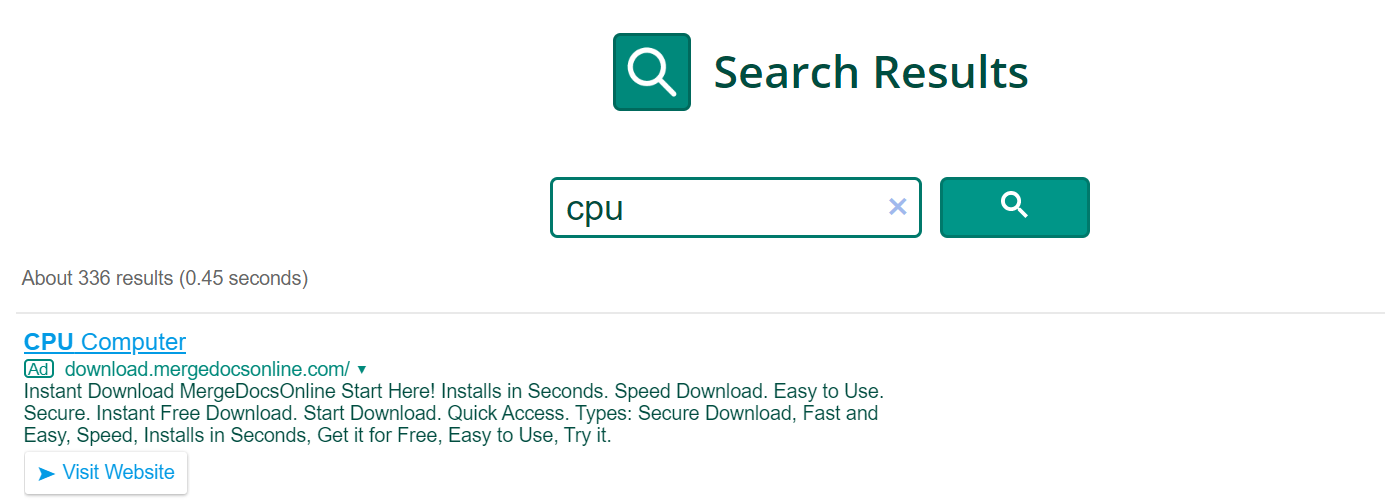 Search Results
cpu
About 336 results (0.45 seconds)
CPU Computer
Ad download.mergedocsonline.com/
Instant Download MergeDocsOnline Start Here! Installs in Seconds. Speed Download. Easy to Use.
Secure. Instant Free Download. Start Download. Quick Access. Types: Secure Download, Fast and
Easy, Speed, Installs in Seconds, Get it for Free, Easy to Use, Try it.
Visit Website